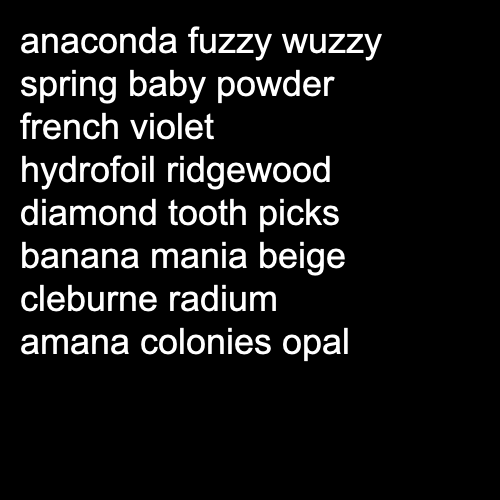 anaconda fuzzy wuzzy
spring baby powder
french violet
hydrofoil ridgewood
diamond tooth picks
banana mania beige
cleburne radium
amana colonies opal